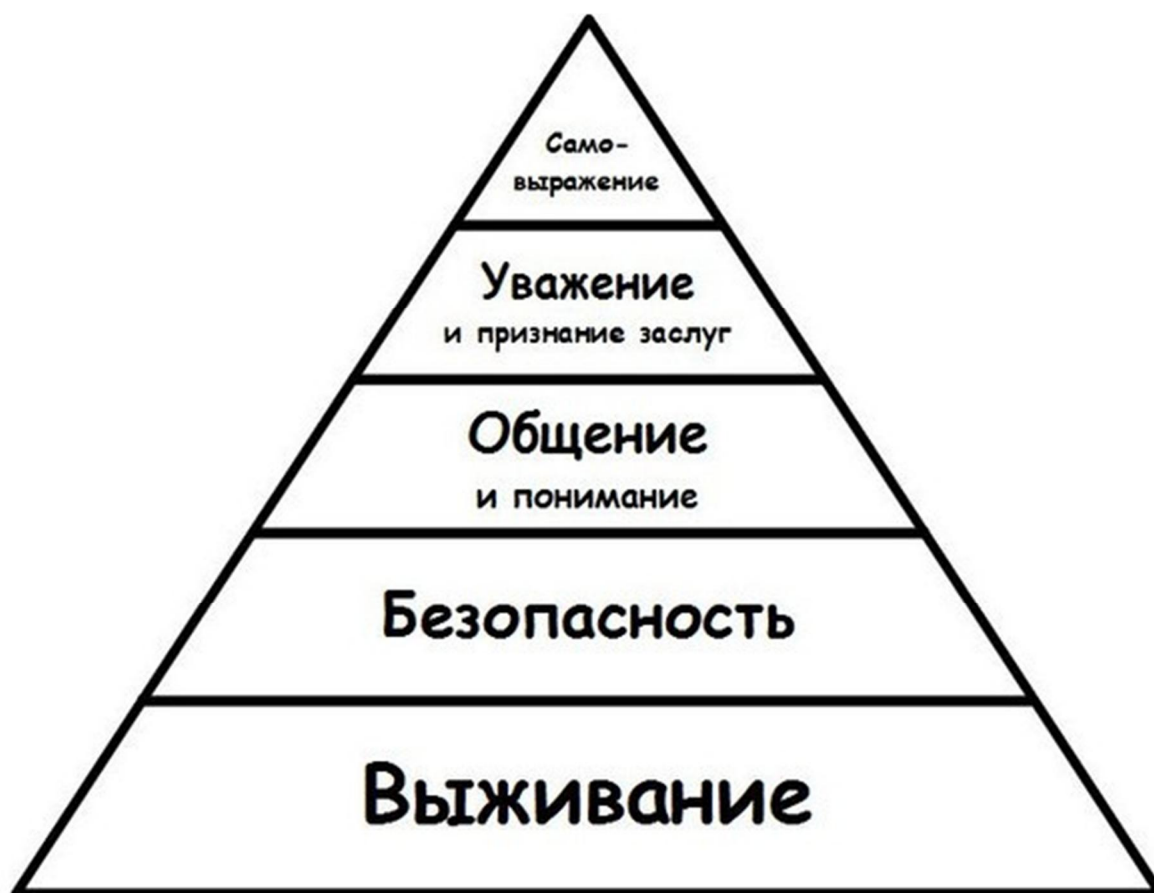 Само-
выражение
Уважение
и признание заслуг
Общение
и понимание
Безопасность
Выживание